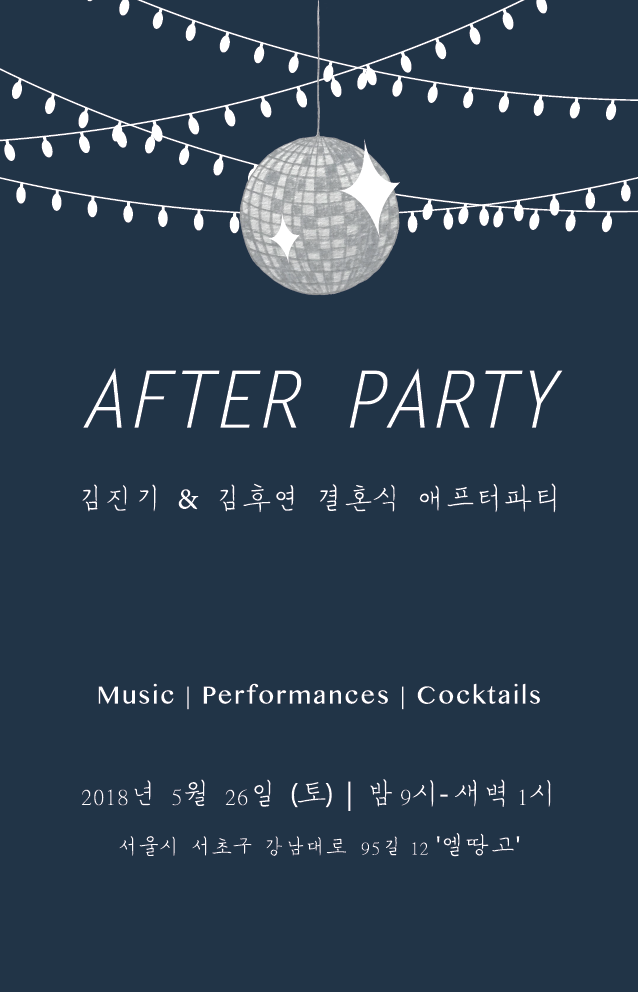 AFTER PARTY
김진기 & 김후연 결혼식 애프터파티
Music | Performances | Cocktails
2018년 5월 26일 (토) | 밤 9시-새벽 1시
서울시 서초구 강남대로 95길 12 '엘땅고'